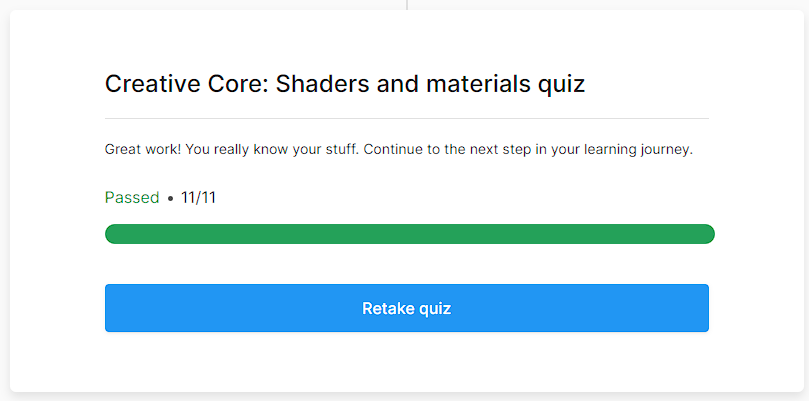 Creative Core: Shaders and materials quiz
Great work! You really know your stuff. Continue to the next step in your learning journey.
Passed • 11/11
Retake quiz